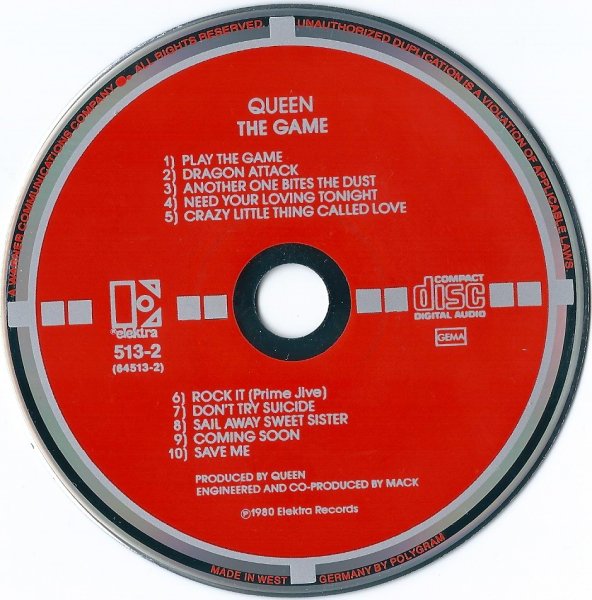 A WARNER COMMUNICATIONS COMPANY ALL RIGHTS RESERVED. UNAUTHORIZED DUPLICATION IS A VIOLATION OF APPLICABLE LAWS
QUEEN
THE GAME
1) PLAY THE GAME
2) DRAGON ATTACK
3) ANOTHER ONE BITES THE DUST
4) NEED YOUR LOVING TONIGHT
5) CRAZY LITTLE THING CALLED LOVE
elektra
513-2
(64513-2)
COMPACT
disc
DIGITAL AUDIO
GEMA
6) ROCK IT (Prime Jive)
7) DON'T TRY SUICIDE
8) SAIL AWAY SWEET SISTER
9) COMING SOON
10) SAVE ME
PRODUCED BY QUEEN
ENGINEERED AND CO-PRODUCED BY MACK
℗1980 Elektra Records
MADE IN WEST GERMANY BY POLYGRAM